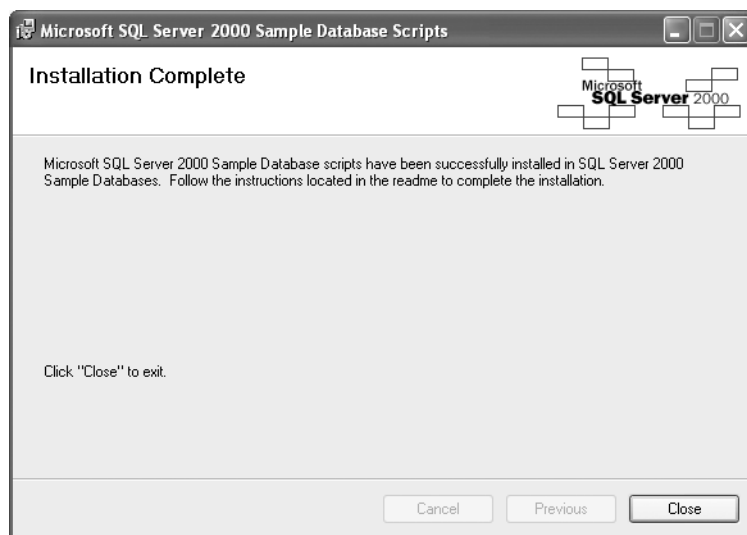 Microsoft SQL Server 2000 Sample Database Scripts
Installation Complete
Microsoft
SQL Server 2000
Microsoft SQL Server 2000 Sample Database scripts have been successfully installed in SQL Server 2000
Sample Databases.  Follow the instructions located in the readme to complete the installation.
Click "Close" to exit.
Cancel
Previous
Close